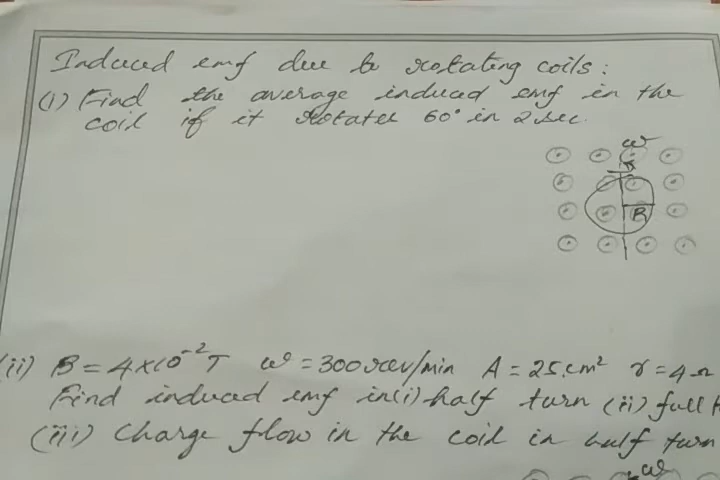 Induced emf due to rotating coils:
(i) Find the average induced emf in the
coil if it rotates 60° in 2 sec.
ω
R
(ii) B = 4×10⁻² T ω = 300 rev/min A = 25 cm² r = 4 Ω
Find induced emf in (i) half turn (ii) full
(iii) Charge flow in the coil in half turn
ω